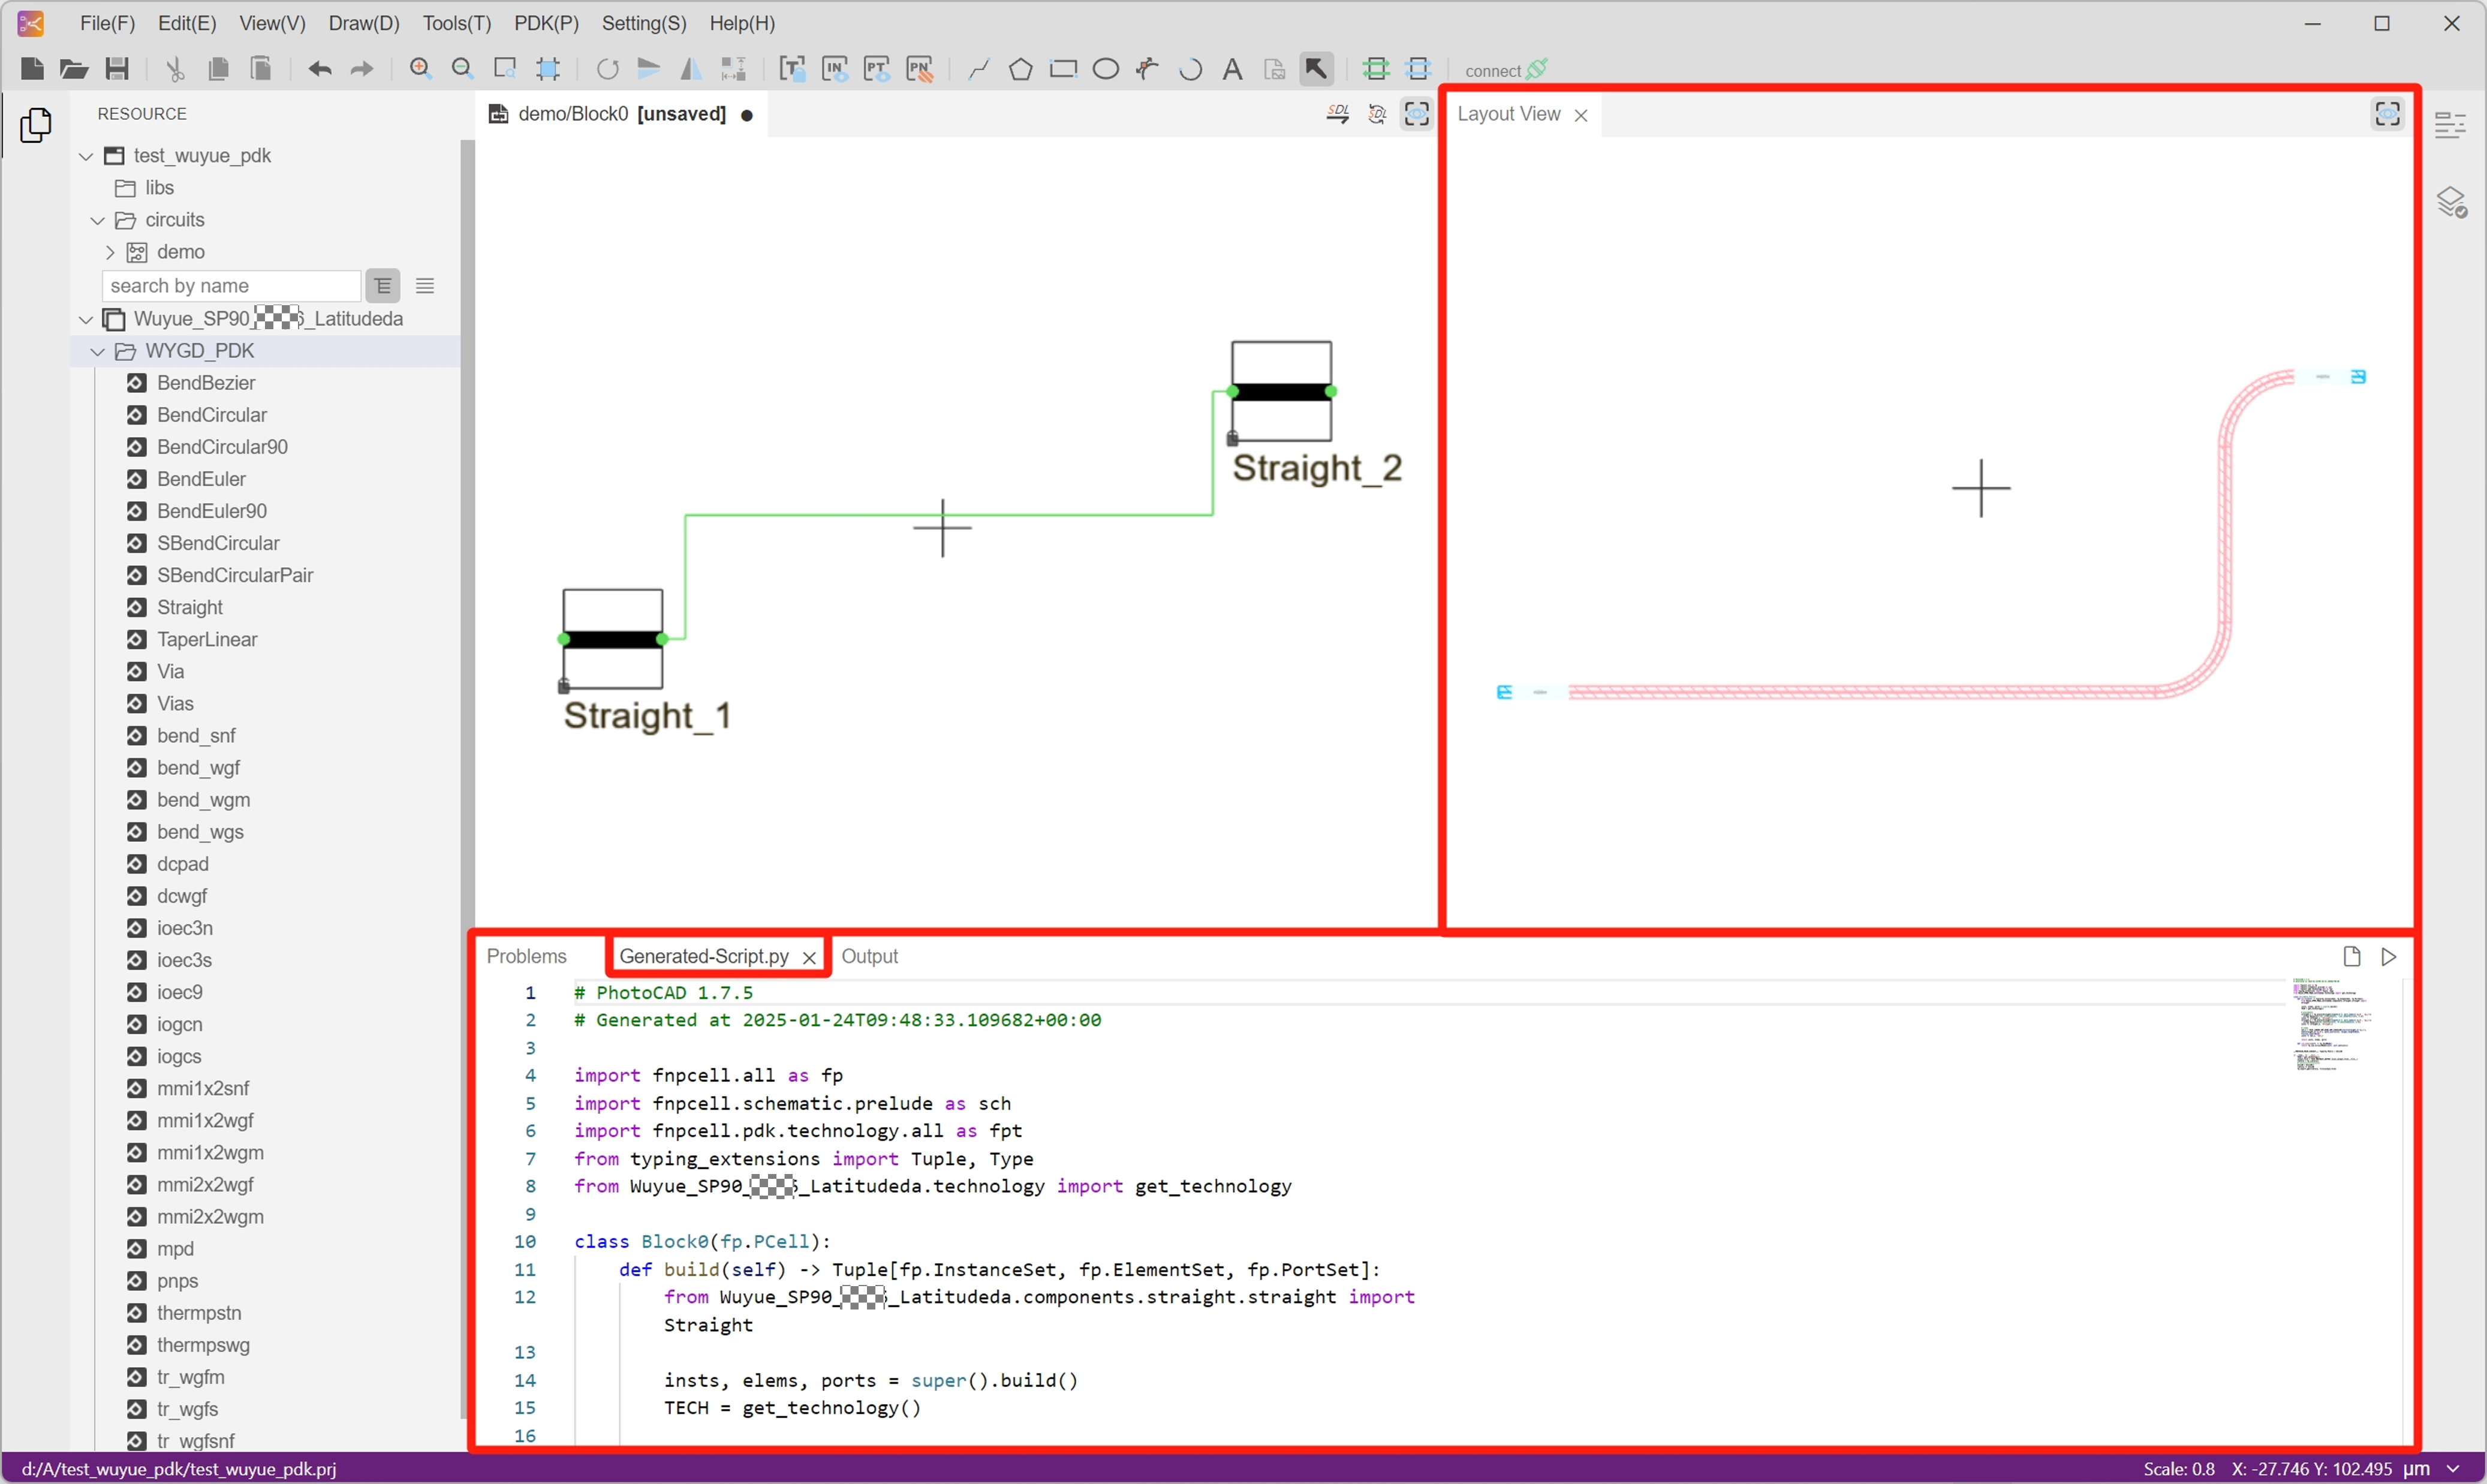 File(F) Edit(E) View(V) Draw(D) Tools(T) PDK(P) Setting(S) Help(H)
IN PT PN A connect
RESOURCE
test_wuyue_pdk
libs
circuits
demo
search by name
Wuyue_SP90_ _Latitudeda
WYGD_PDK
BendBezier
BendCircular
BendCircular90
BendEuler
BendEuler90
SBendCircular
SBendCircularPair
Straight
TaperLinear
Via
Vias
bend_snf
bend_wgf
bend_wgm
bend_wgs
dcpad
dcwgf
ioec3n
ioec3s
ioec9
iogcn
iogcs
mmi1x2snf
mmi1x2wgf
mmi1x2wgm
mmi2x2wgf
mmi2x2wgm
mpd
pnps
thermpstn
thermpswg
tr_wgfm
tr_wgfs
tr_wgfsnf
demo/Block0 [unsaved] ●
SDL SDL
Straight_2
Straight_1
Layout View
Problems Generated-Script.py Output
1 # PhotoCAD 1.7.5
2 # Generated at 2025-01-24T09:48:33.109682+00:00
3
4 import fnpcell.all as fp
5 import fnpcell.schematic.prelude as sch
6 import fnpcell.pdk.technology.all as fpt
7 from typing_extensions import Tuple, Type
8 from Wuyue_SP90_ _Latitudeda.technology import get_technology
9
10 class Block0(fp.PCell):
11 def build(self) -> Tuple[fp.InstanceSet, fp.ElementSet, fp.PortSet]:
12 from Wuyue_SP90_ _Latitudeda.components.straight.straight import
Straight
13
14 insts, elems, ports = super().build()
15 TECH = get_technology()
16
d:/A/test_wuyue_pdk/test_wuyue_pdk.prj
Scale: 0.8 X: -27.746 Y: 102.495 μm